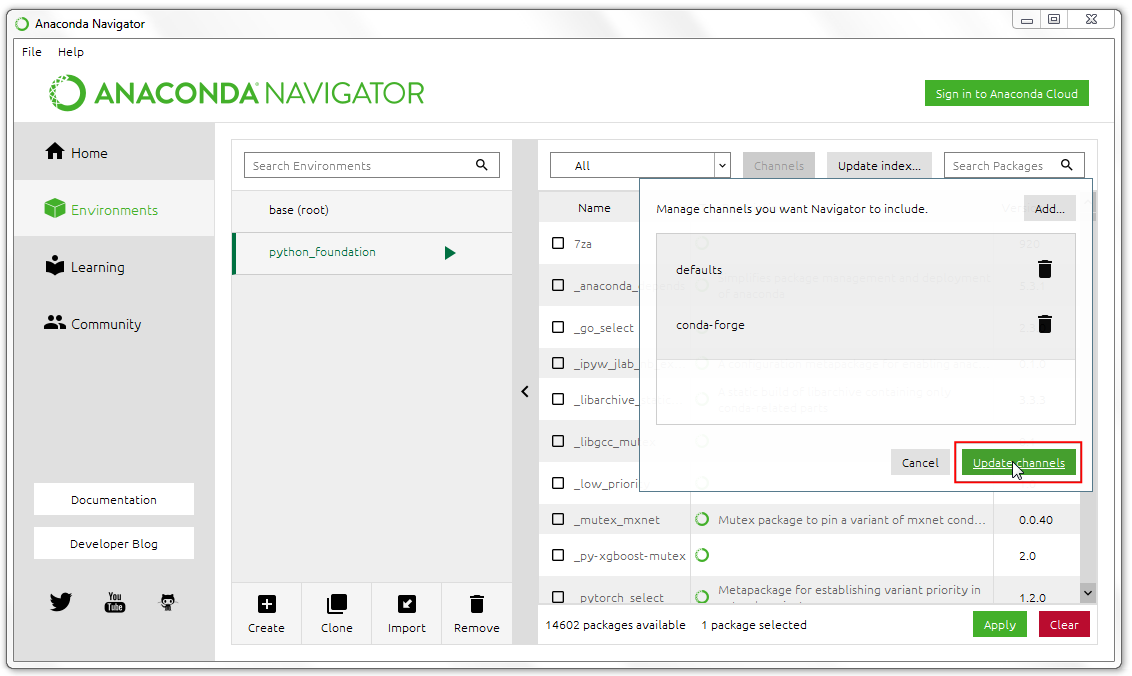 Anaconda Navigator
File Help
ANACONDA NAVIGATOR
Sign in to Anaconda Cloud
Home
Environments
Learning
Community
Documentation
Developer Blog
You
Tube
Search Environments
base (root)
python_foundation
Create Clone Import Remove
All Channels Update index... Search Packages
Name
Manage channels you want Navigator to include. Add...
defaults
conda-forge
Cancel Update channels
7za
_anaconda_
_go_select
_ipyw_jlab_
_libarchive_
_libgcc_mu
_low_priori
_mutex_mxnet Mutex package to pin a variant of mxnet cond... 0.0.40
_py-xgboost-mutex 2.0
_pytorch_select Metapackage for establishing variant priority in 1.2.0
14602 packages available 1 package selected Apply Clear